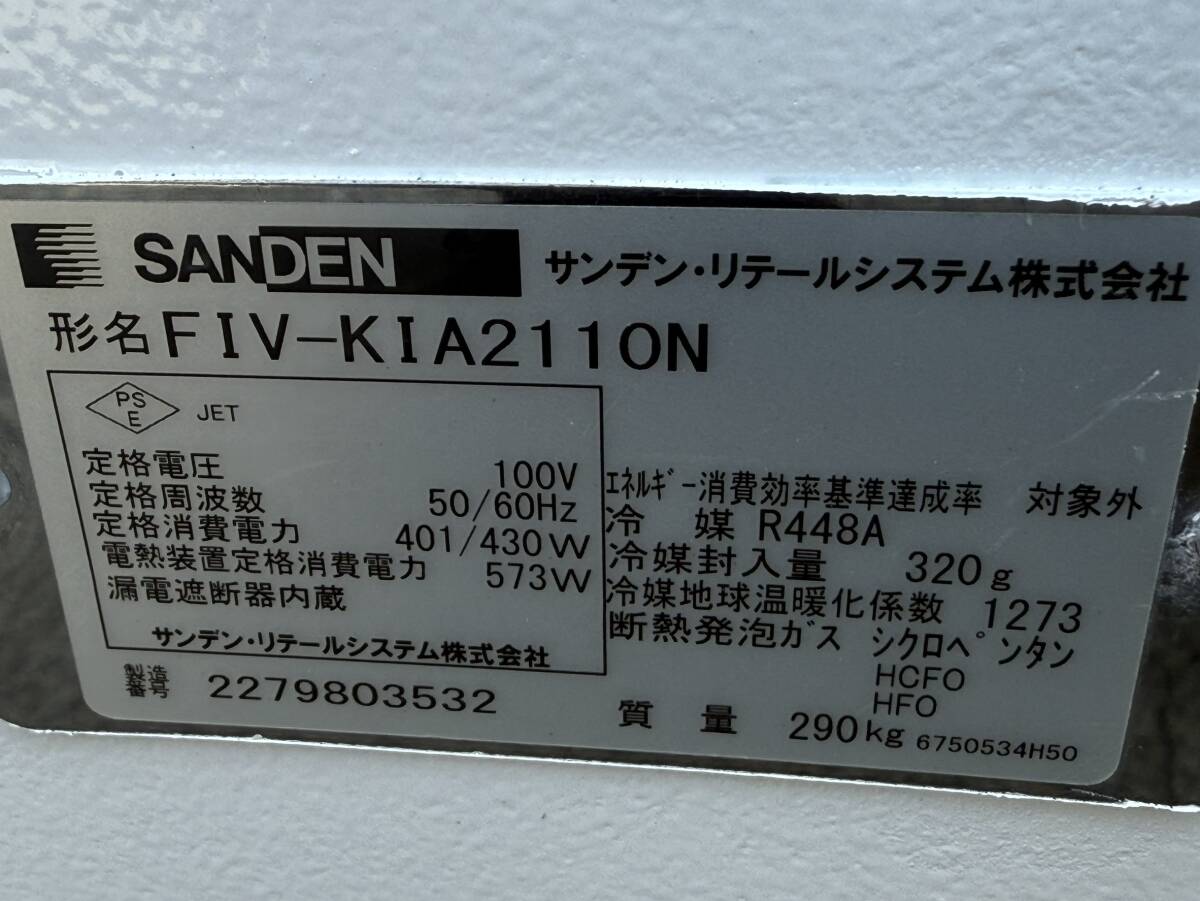 SANDEN サンデン・リテールシステム株式会社
形名 FIV-KIA2110N
PSE JET
定格電圧 100V
定格周波数 50/60Hz
定格消費電力 401/430W
電熱装置定格消費電力 573W
漏電遮断器内蔵
サンデン・リテールシステム株式会社
製造番号 2279803532
エネルギー消費効率基準達成率 対象外
冷媒 R448A
冷媒封入量 320g
冷媒地球温暖化係数 1273
断熱発泡ガス シクロペンタン
HCFO
HFO
質量 290kg 6750534H50